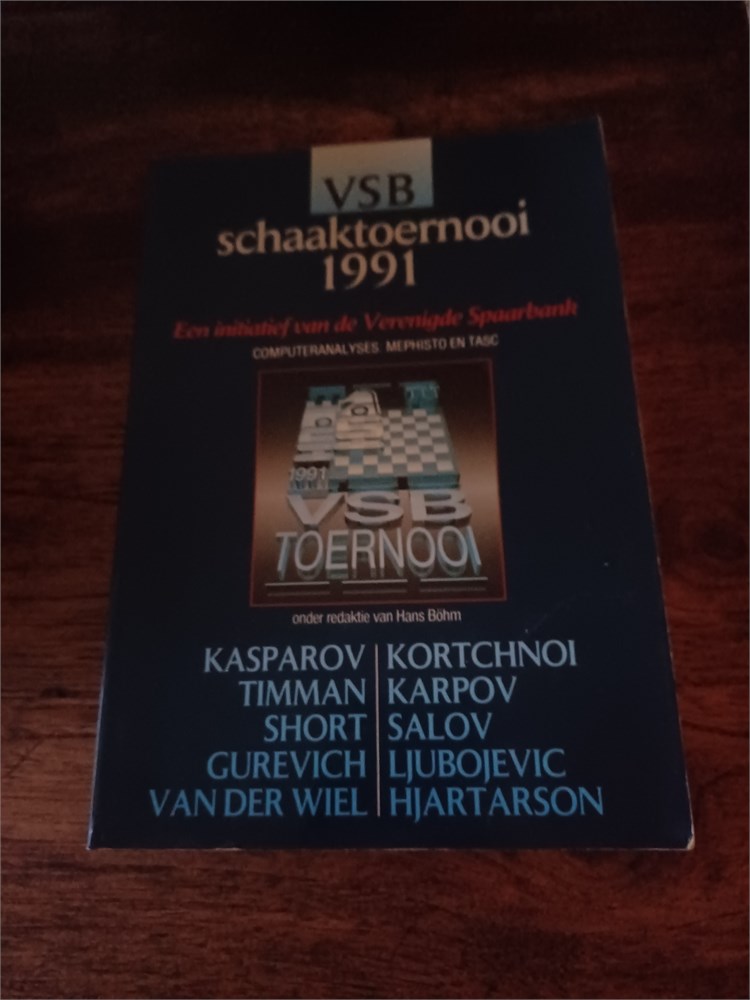 VSB
schaaktoernooi
1991
Een initiatief van de Verenigde Spaarbank
COMPUTERANALYSES: MEPHISTO EN TASC
1991
VSB
TOERNOOI
onder redaktie van Hans Böhm
KASPAROV KORTCHNOI
TIMMAN KARPOV
SHORT SALOV
GUREVICH LJUBOJEVIC
VAN DER WIEL HJARTARSON